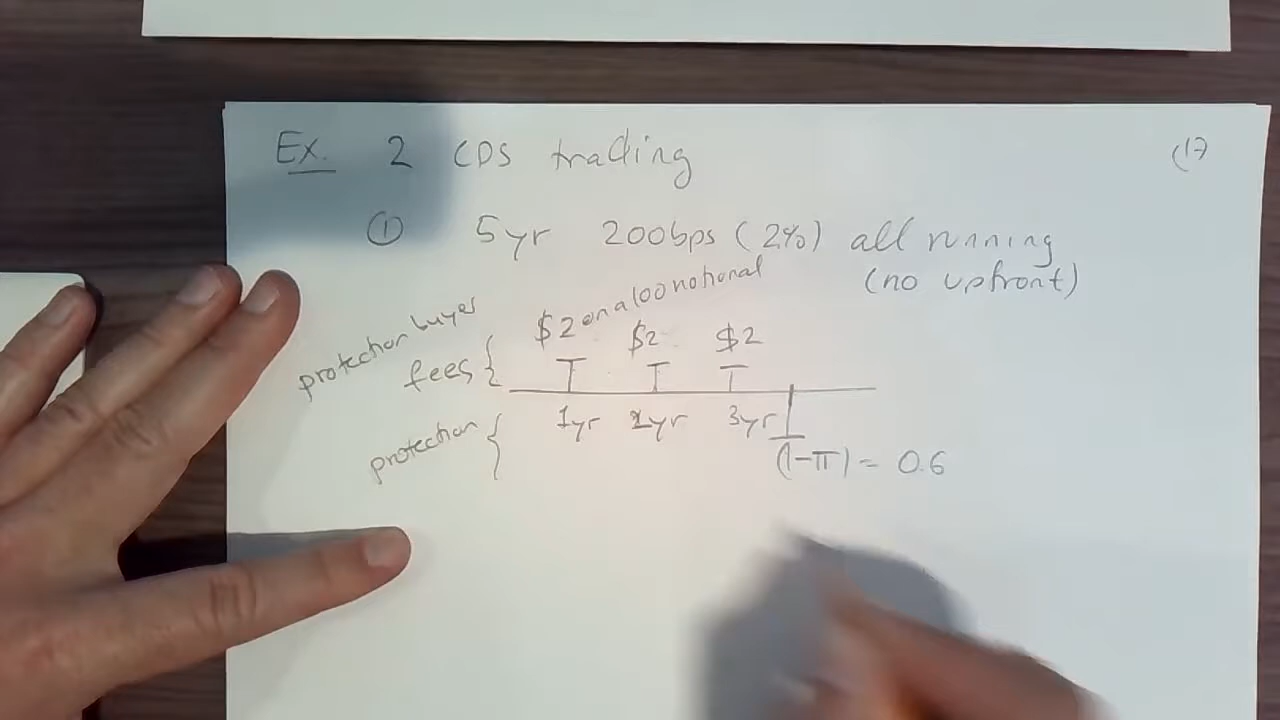 Ex. 2 CDS trading
(17
① 5yr 200bps (2%) all running
(no upfront)
protection buyer
fees { $2 on a 100 notional $2 $2
1yr 2yr 3yr
protection {
(1-π) = 0.6